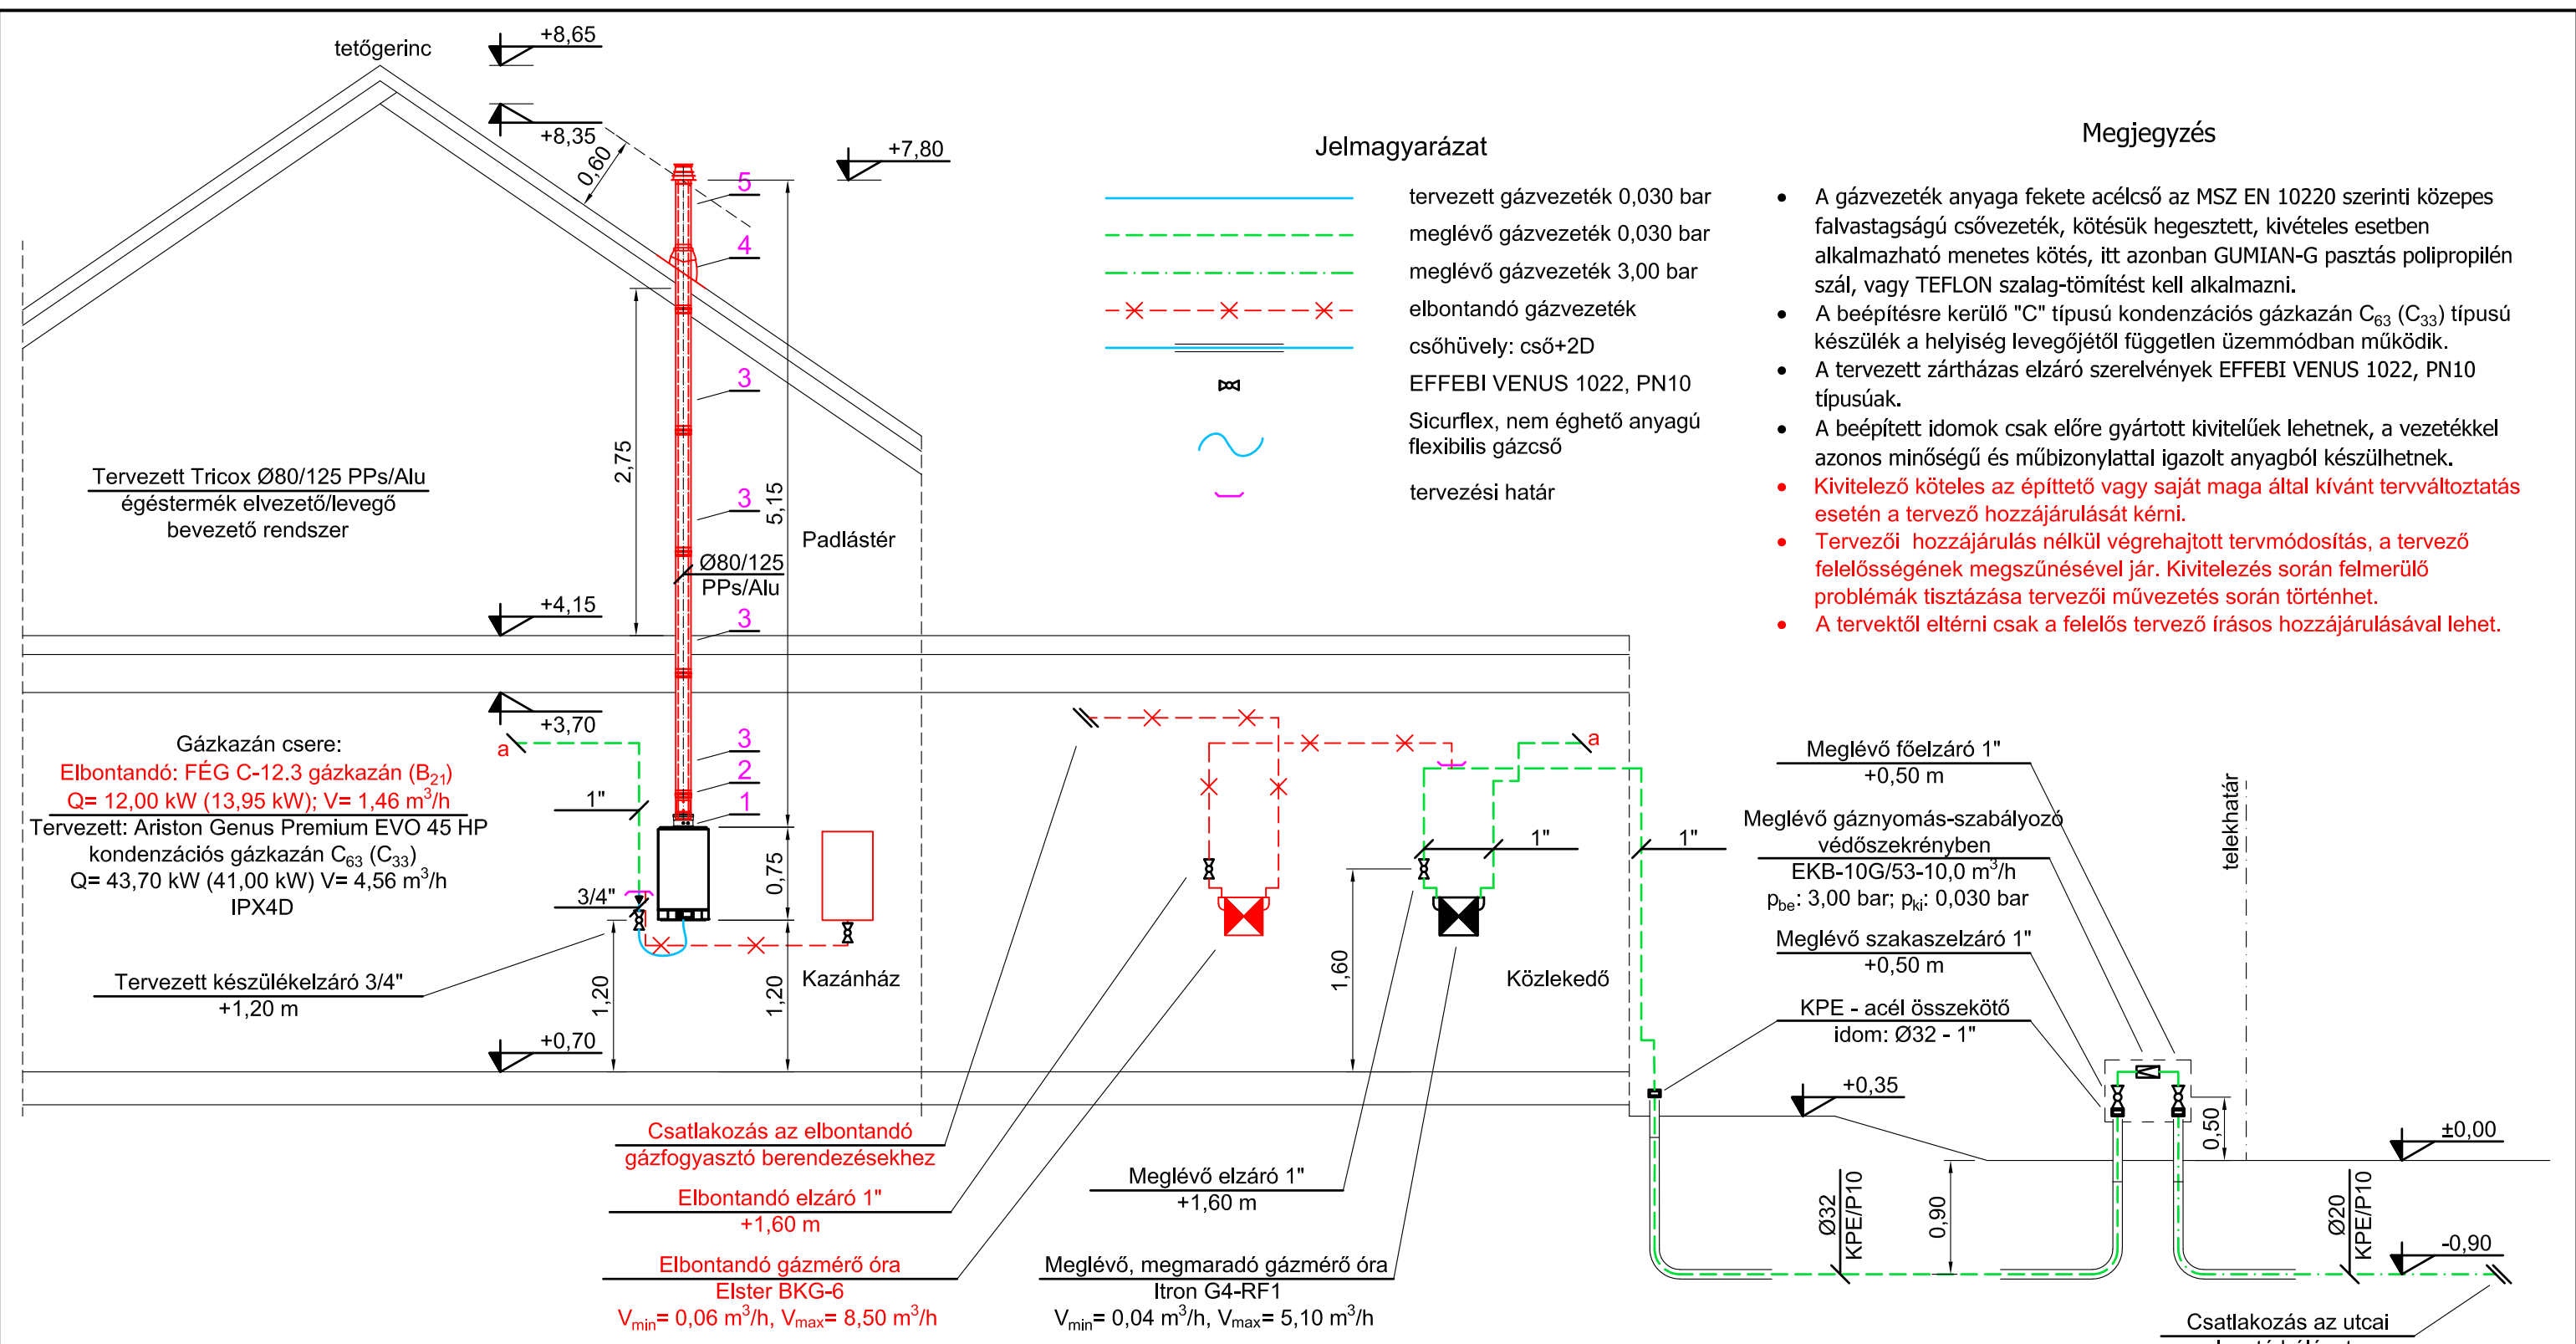 tetőgerinc
+8,65
+8,35
0,60
+7,80
5
4
3
3
3
3
2
1
2,75
5,15
Tervezett Tricox Ø80/125 PPs/Alu
égéstermék elvezető/levegő
bevezető rendszer
Padlástér
Ø80/125
PPs/Alu
+4,15
+3,70
a
Gázkazán csere:
Elbontandó: FÉG C-12.3 gázkazán (B21)
Q= 12,00 kW (13,95 kW); V= 1,46 m³/h
Tervezett: Ariston Genus Premium EVO 45 HP
kondenzációs gázkazán C63 (C33)
Q= 43,70 kW (41,00 kW) V= 4,56 m³/h
IPX4D
1"
3/4"
0,75
Tervezett készülékelzáró 3/4"
+1,20 m
1,20
1,20
Kazánház
+0,70
Jelmagyarázat
tervezett gázvezeték 0,030 bar
meglévő gázvezeték 0,030 bar
meglévő gázvezeték 3,00 bar
elbontandó gázvezeték
csőhüvely: cső+2D
EFFEBI VENUS 1022, PN10
Sicurflex, nem éghető anyagú
flexibilis gázcső
tervezési határ
Megjegyzés
• A gázvezeték anyaga fekete acélcső az MSZ EN 10220 szerinti közepes
falvastagságú csővezeték, kötésük hegesztett, kivételes esetben
alkalmazható menetes kötés, itt azonban GUMIAN-G pasztás polipropilén
szál, vagy TEFLON szalag-tömítést kell alkalmazni.
• A beépítésre kerülő "C" típusú kondenzációs gázkazán C63 (C33) típusú
készülék a helyiség levegőjétől független üzemmódban működik.
• A tervezett zártházas elzáró szerelvények EFFEBI VENUS 1022, PN10
típusúak.
• A beépített idomok csak előre gyártott kivitelűek lehetnek, a vezetékkel
azonos minőségű és műbizonylattal igazolt anyagból készülhetnek.
• Kivitelező köteles az építtető vagy saját maga által kívánt tervváltoztatás
esetén a tervező hozzájárulását kérni.
• Tervezői hozzájárulás nélkül végrehajtott tervmódosítás, a tervező
felelősségének megszűnésével jár. Kivitelezés során felmerülő
problémák tisztázása tervezői művezetés során történhet.
• A tervektől eltérni csak a felelős tervező írásos hozzájárulásával lehet.
a
1"
1"
1,60
Közlekedő
Meglévő főelzáró 1"
+0,50 m
Meglévő gáznyomás-szabályozó
védőszekrényben
EKB-10G/53-10,0 m³/h
pbe: 3,00 bar; pki: 0,030 bar
Meglévő szakaszelzáró 1"
+0,50 m
KPE - acél összekötő
idom: Ø32 - 1"
telekhatár
+0,35
0,50
±0,00
0,90
-0,90
Ø32
KPE/P10
Ø20
KPE/P10
Csatlakozás az elbontandó
gázfogyasztó berendezésekhez
Elbontandó elzáró 1"
+1,60 m
Elbontandó gázmérő óra
Elster BKG-6
Vmin= 0,06 m³/h, Vmax= 8,50 m³/h
Meglévő elzáró 1"
+1,60 m
Meglévő, megmaradó gázmérő óra
Itron G4-RF1
Vmin= 0,04 m³/h, Vmax= 5,10 m³/h
Csatlakozás az utcai